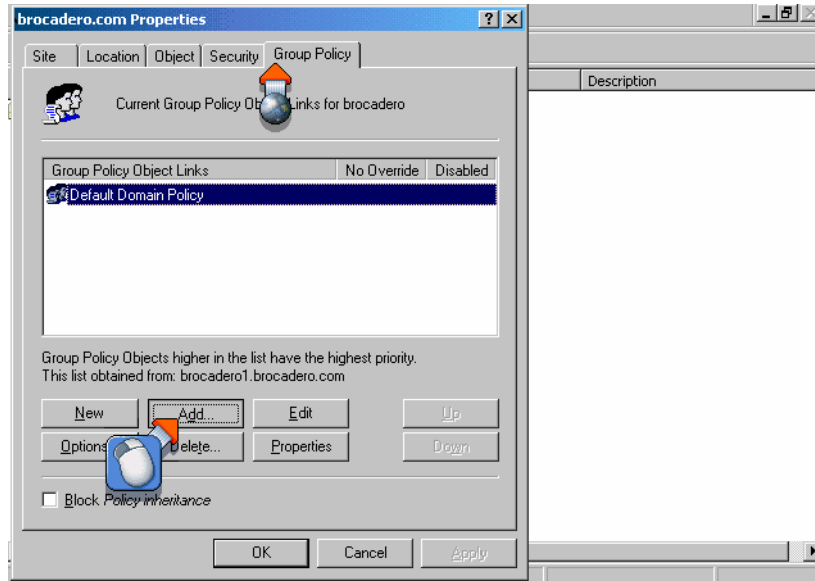 brocadero.com Properties
Site Location Object Security Group Policy
Description
Current Group Policy Links for brocadero
Group Policy Object Links No Override Disabled
Default Domain Policy
Group Policy Objects higher in the list have the highest priority.
This list obtained from: brocadero1.brocadero.com
New Add... Edit Up
Options Delete... Properties Down
Block Policy inheritance
OK Cancel Apply